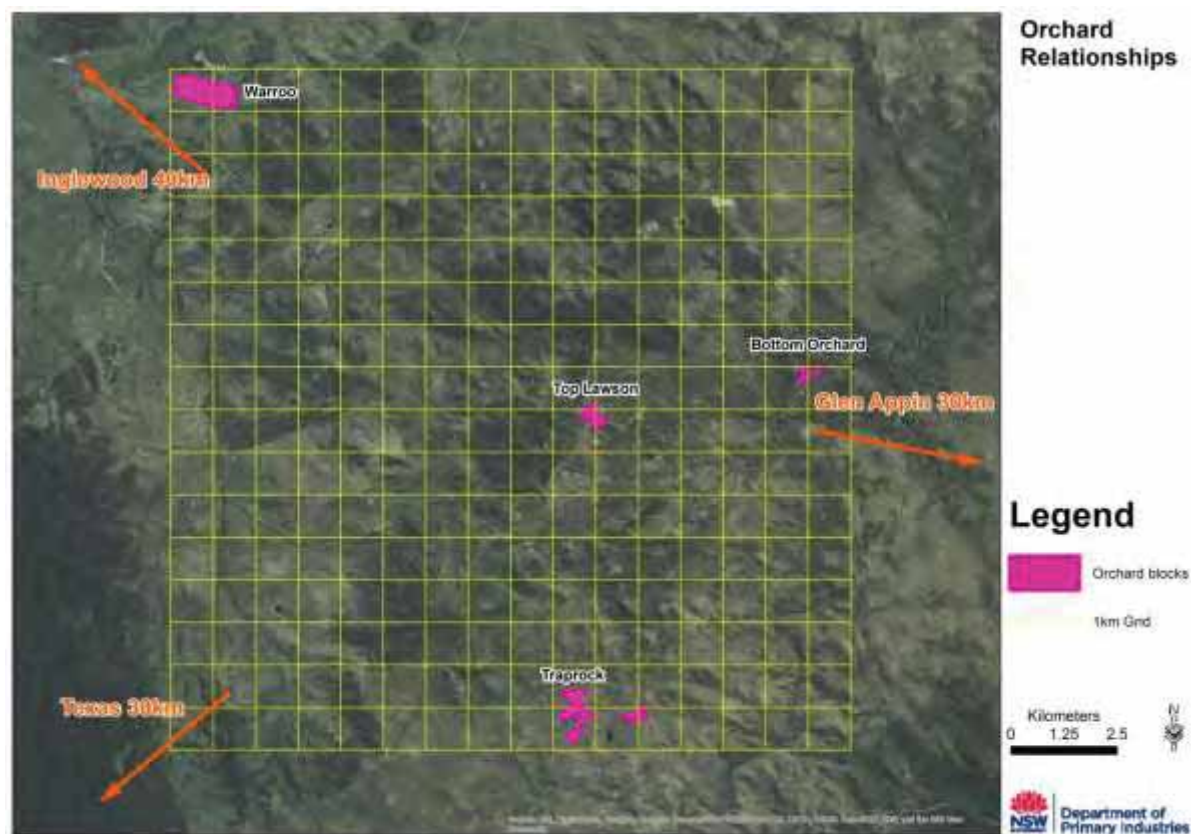 Orchard
Relationships
Warroo
Inglewood 40km
Bottom Orchard
Top Lawson
Glen Appin 30km
Traprock
Texas 30km
Legend
Orchard blocks
1km Grid
Kilometers
0 1.25 2.5
N
NSW
Department of
Primary Industries